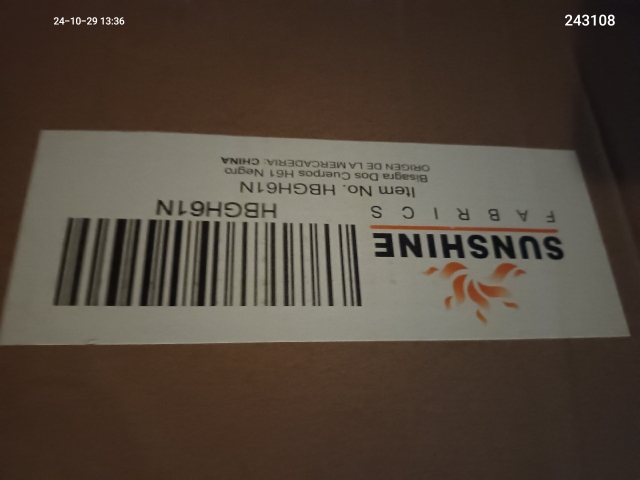 24-10-29 13:36
243108
SUNSHINE
FABRICS
HBGH61N
Item No. HBGH61N
Bisagra Dos Cuerpos H61 Negro
ORIGEN DE LA MERCADERIA: CHINA